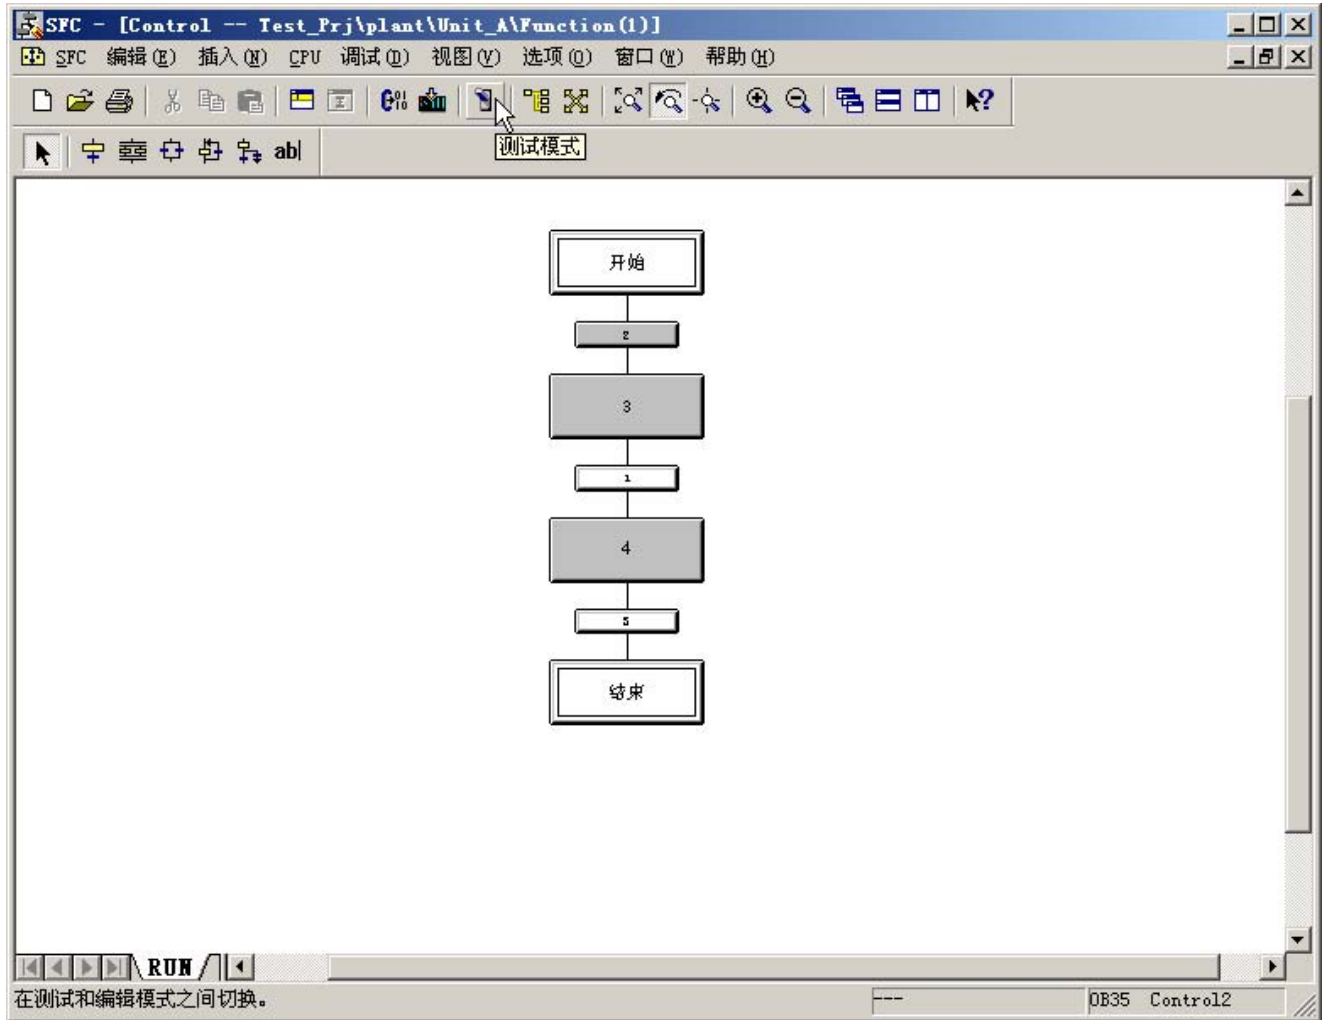 SFC - [Control -- Test_Prj\plant\Unit_A\Function(1)]
SFC 编辑(E) 插入(N) CPU 调试(D) 视图(V) 选项(O) 窗口(W) 帮助(H)
ab
测试模式
开始
2
3
1
4
5
结束
RUN
在测试和编辑模式之间切换。 --- OB35 Control2